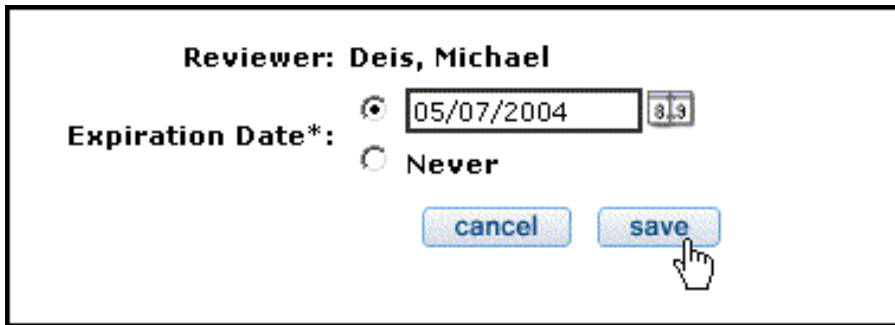 Reviewer: Deis, Michael
05/07/2004
Expiration Date*:
Never
cancel save